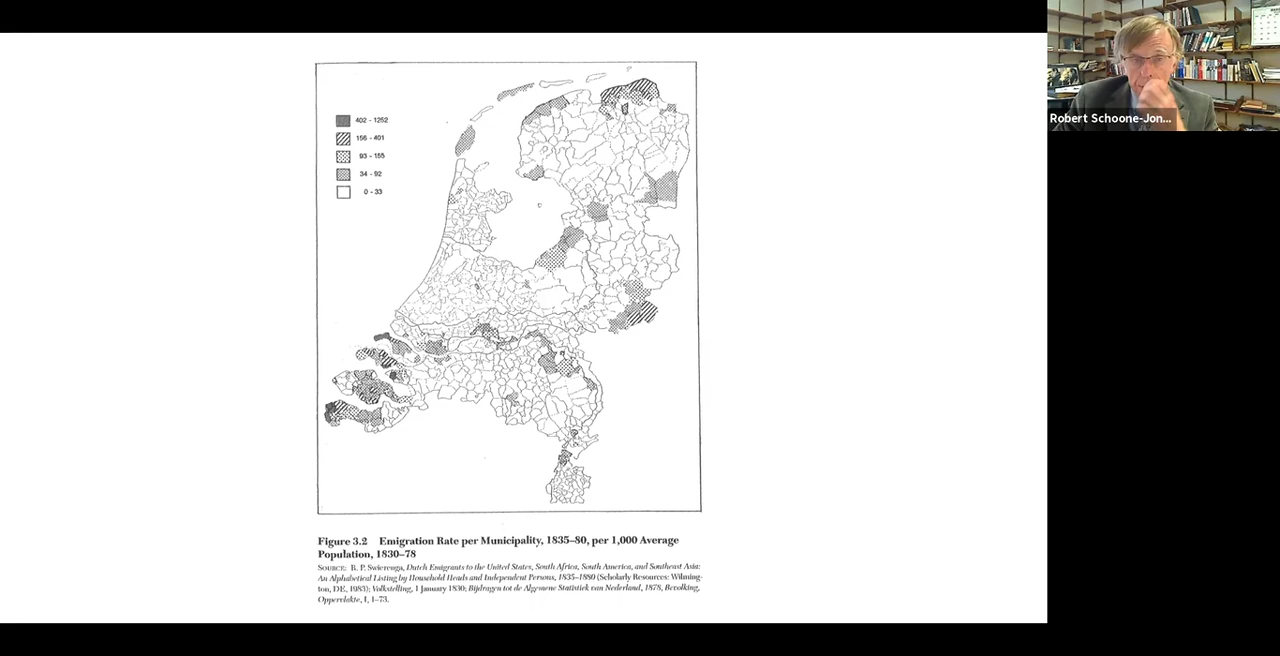 Robert Schoone-Jon...
402 - 1252
156 - 401
93 - 155
34 - 92
0 - 33
Figure 3.2 Emigration Rate per Municipality, 1835–80, per 1,000 Average
Population, 1830–78
SOURCE: R. P. Swierenga, Dutch Emigrants to the United States, South Africa, South America, and Southeast Asia:
An Alphabetical Listing by Household Heads and Independent Persons, 1835–1880 (Scholarly Resources: Wilming-
ton, DE, 1983); Volkstelling, 1 January 1830; Bijdragen tot de Algemene Statistiek van Nederland, 1878, Bevolking,
Oppervlakte, I, 1–73.